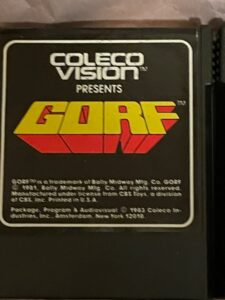 COLECO
VISION™
PRESENTS
GORF™
GORF™ is a trademark of Bally Midway Mfg. Co. GORF
© 1981, Bally Midway Mfg. Co. All rights reserved.
Manufactured under license from CBS Toys, a division
of CBS, Inc. Printed in U.S.A.
Package, Program & Audiovisual © 1983 Coleco In-
dustries, Inc., Amsterdam, New York 12010.